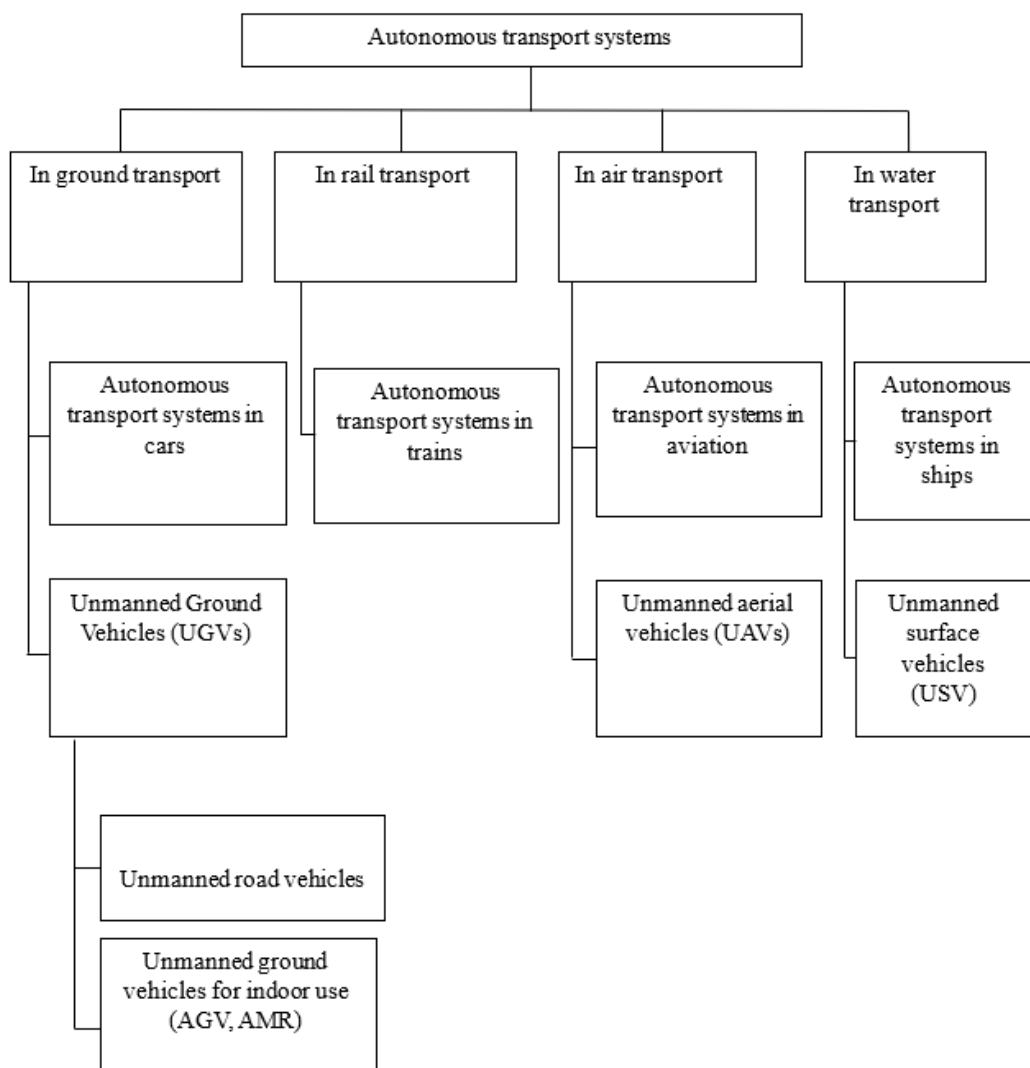 Autonomous transport systems
In ground transport
In rail transport
In air transport
In water
transport
Autonomous
transport systems in
cars
Autonomous
transport systems in
trains
Autonomous
transport systems in
aviation
Autonomous
transport
systems in
ships
Unmanned Ground
Vehicles (UGVs)
Unmanned aerial
vehicles (UAVs)
Unmanned
surface
vehicles
(USV)
Unmanned road vehicles
Unmanned ground
vehicles for indoor use
(AGV, AMR)